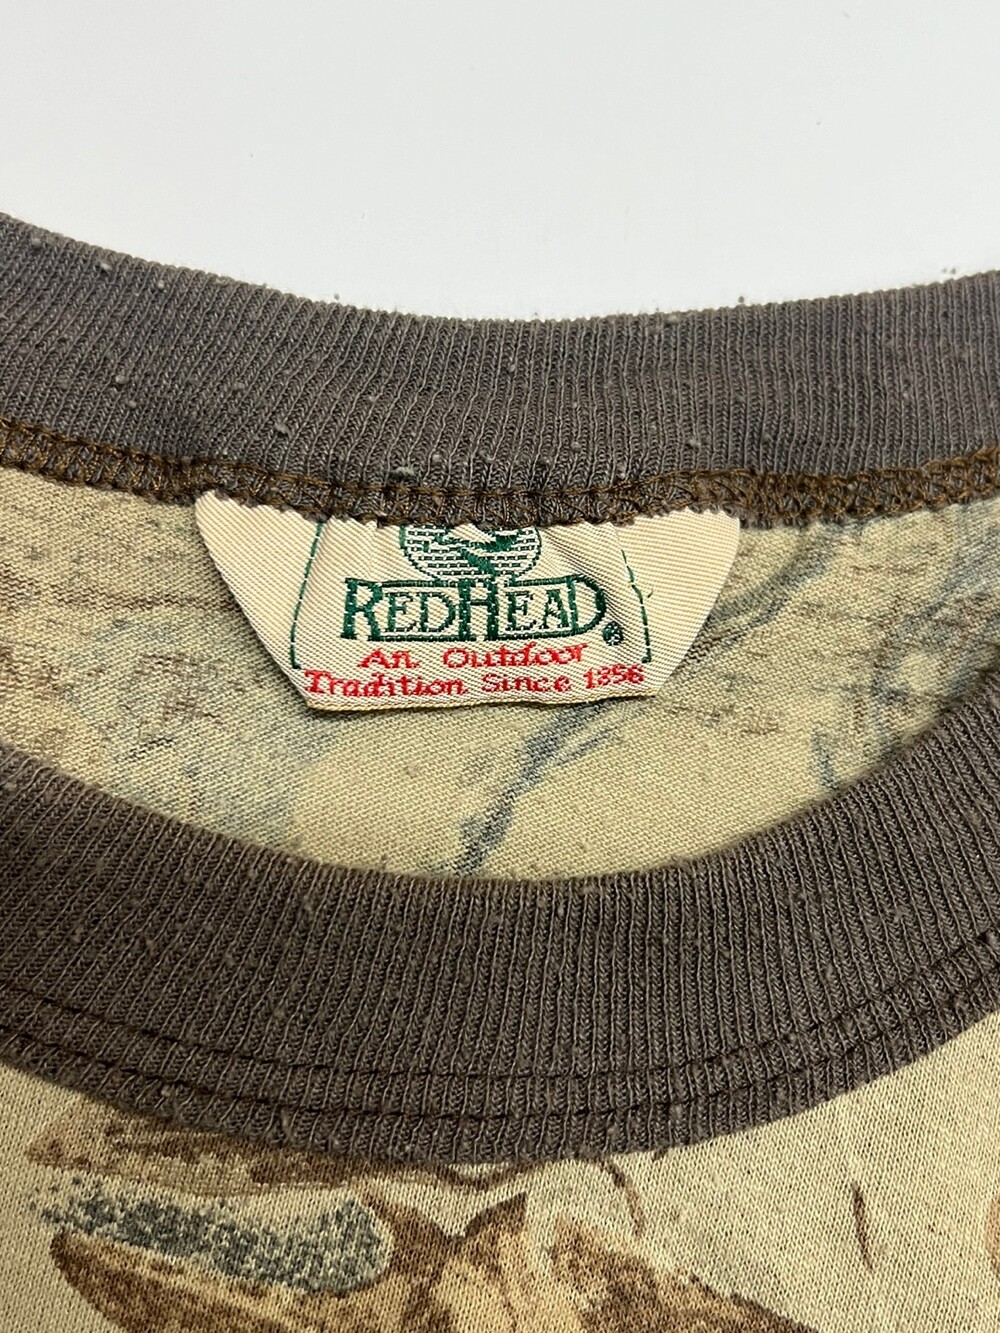 REDHEAD®
An Outdoor
Tradition Since 1856